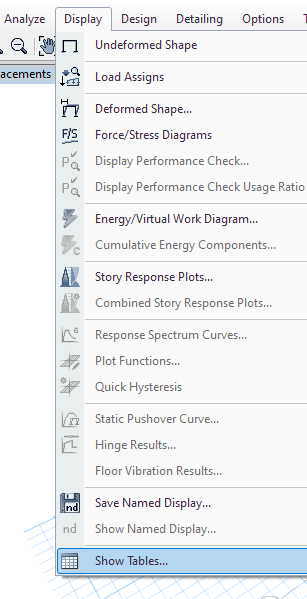 Analyze Display Design Detailing Options T
acements
Undeformed Shape
Load Assigns
Deformed Shape...
F/S Force/Stress Diagrams
P Display Performance Check...
P Display Performance Check Usage Ratio
Energy/Virtual Work Diagram...
C Cumulative Energy Components...
Story Response Plots...
Combined Story Response Plots...
G Response Spectrum Curves...
Plot Functions...
Quick Hysteresis
Static Pushover Curve...
Hinge Results...
Floor Vibration Results...
nd Save Named Display...
nd Show Named Display...
Show Tables...